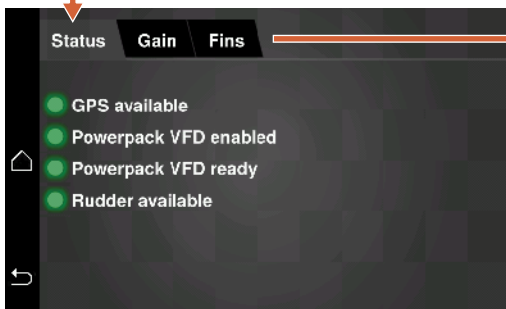 Status Gain Fins
GPS available
Powerpack VFD enabled
Powerpack VFD ready
Rudder available